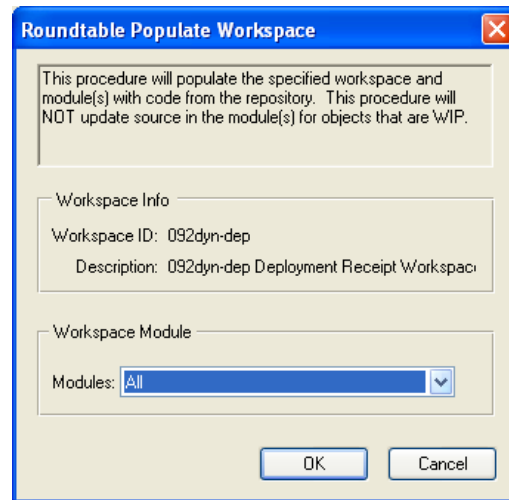 Roundtable Populate Workspace
This procedure will populate the specified workspace and
module(s) with code from the repository.  This procedure will
NOT update source in the module(s) for objects that are WIP.
Workspace Info
Workspace ID: 092dyn-dep
Description: 092dyn-dep Deployment Receipt Workspac
Workspace Module
Modules: All
OK Cancel